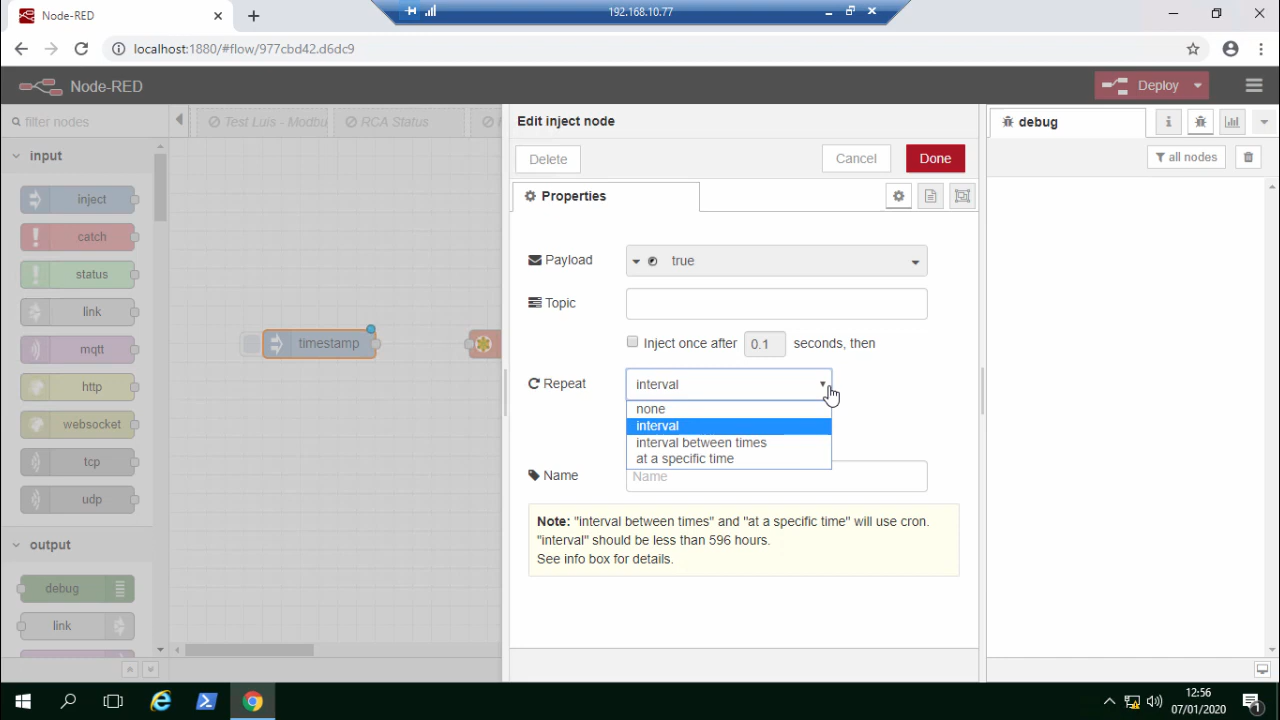 Node-RED
192.168.10.77
localhost:1880/#flow/977cbd42.d6dc9
Node-RED
Deploy
filter nodes
Test Luis - Modbu
RCA Status
Edit inject node
debug
Delete
Cancel
Done
all nodes
input
Properties
inject
catch
status
link
mqtt
http
websocket
tcp
udp
output
debug
link
timestamp
Payload
true
Topic
Inject once after 0.1 seconds, then
Repeat
interval
none
interval
interval between times
at a specific time
Name
Name
Note: "interval between times" and "at a specific time" will use cron.
"interval" should be less than 596 hours.
See info box for details.
12:56
07/01/2020
1